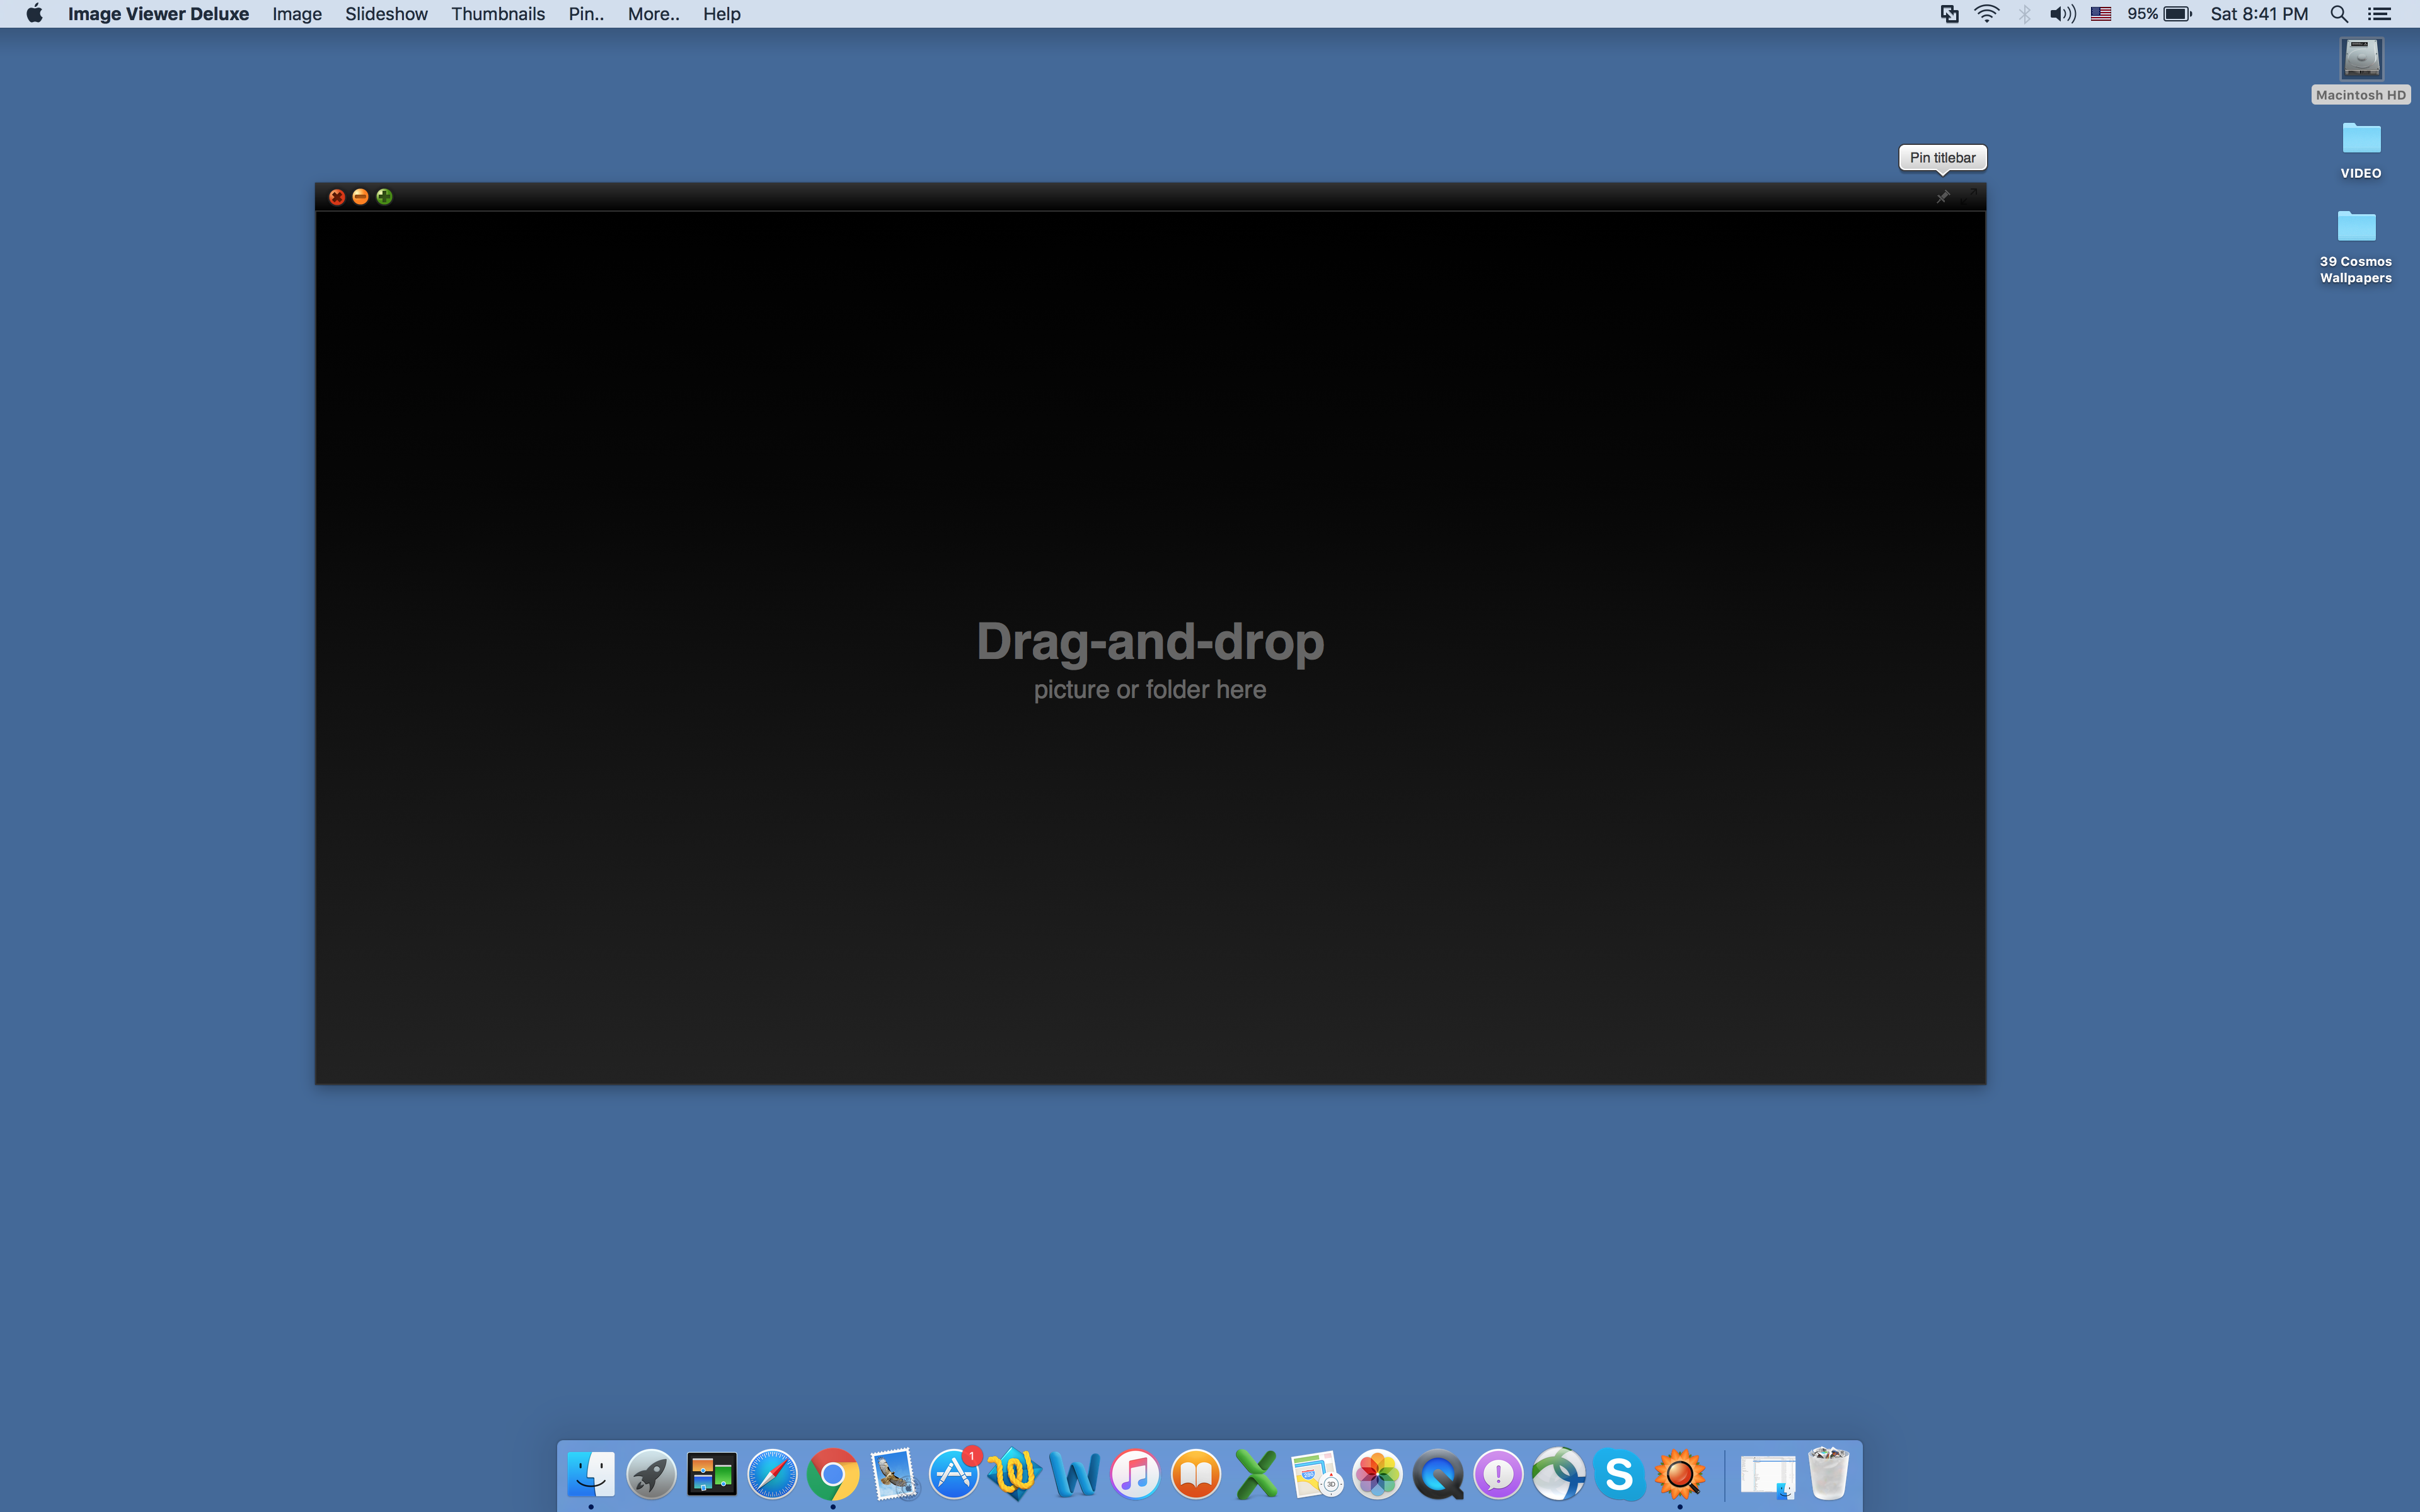 Image Viewer Deluxe Image Slideshow Thumbnails Pin.. More.. Help 95% Sat 8:41 PM
Macintosh HD
Pin titlebar
VIDEO
39 Cosmos
Wallpapers
Drag-and-drop
picture or folder here
1
3D